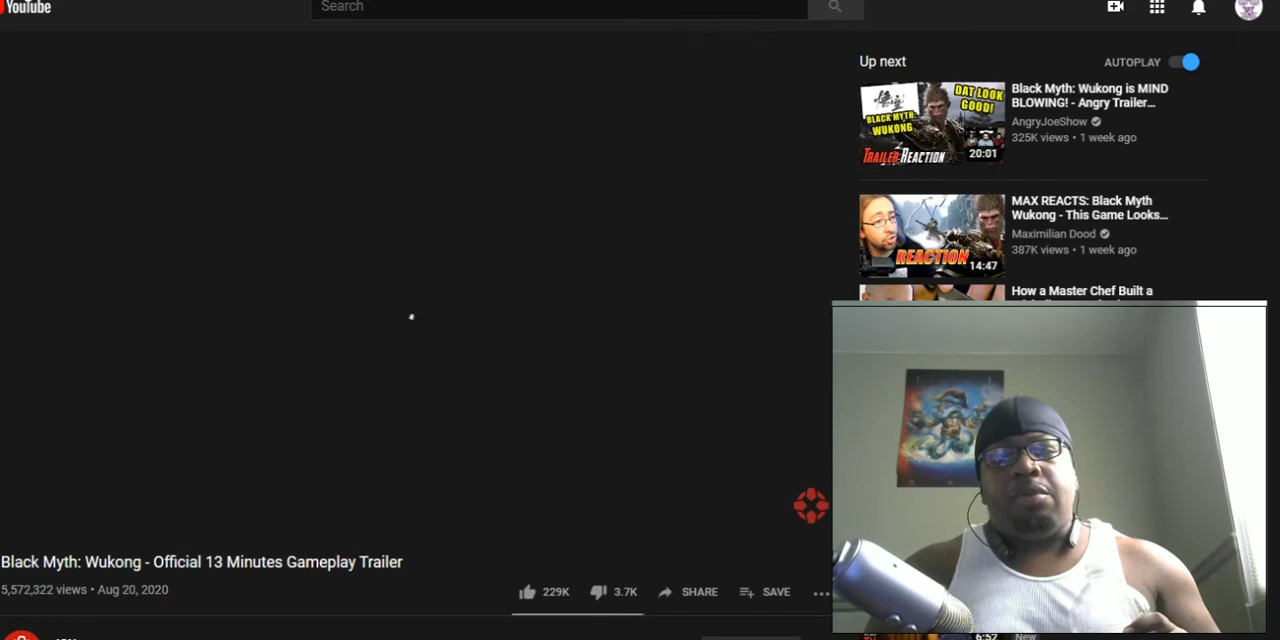 YouTube
Search
Up next
AUTOPLAY
BLACK MYTH:
WUKONG
DAT LOOK
GOOD!
TRAILER REACTION
20:01
Black Myth: Wukong is MIND
BLOWING! - Angry Trailer...
AngryJoeShow
325K views • 1 week ago
REACTION
14:47
MAX REACTS: Black Myth
Wukong - This Game Looks...
Maximilian Dood
387K views • 1 week ago
How a Master Chef Built a
Black Myth: Wukong - Official 13 Minutes Gameplay Trailer
5,572,322 views • Aug 20, 2020
229K
3.7K
SHARE
SAVE
6:52
New